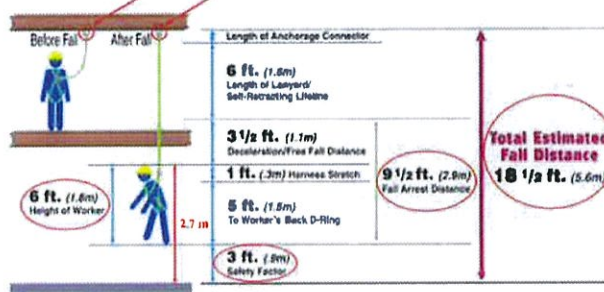 Before Fall
After Fall
Length of Anchorage Connector
6 ft. (1.8m)
Length of Lanyard/
Self-Retracting Lifeline
3 1/2 ft. (1.1m)
Deceleration/Free Fall Distance
1 ft. (.3m) Harness Stretch
5 ft. (1.5m)
To Worker's Back D-Ring
3 ft. (.9m)
Safety Factor
6 ft. (1.8m)
Height of Worker
2.7 m
9 1/2 ft. (2.9m)
Fall Arrest Distance
Total Estimated
Fall Distance
18 1/2 ft. (5.6m)